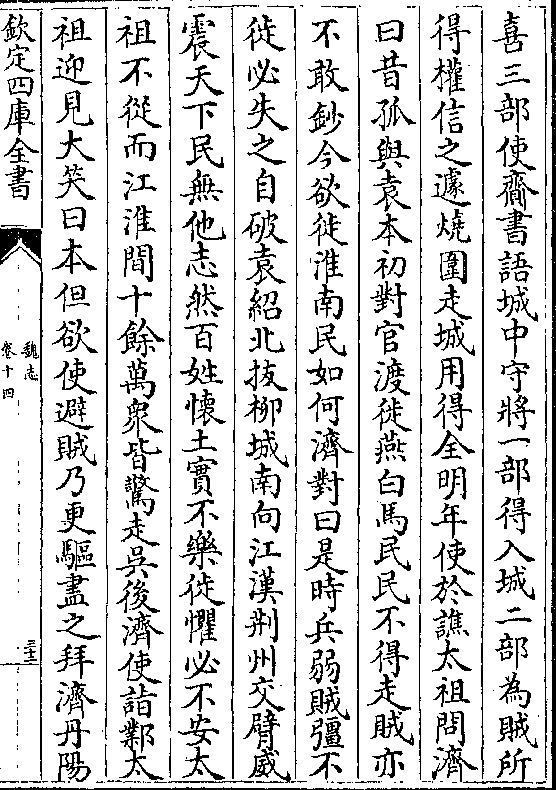 喜三部使齎書語城中守將一部得入城二部為賊所
得權信之遽燒圍走城用得全明年使於譙太祖問濟
曰昔孤與袁本初對官渡徙燕白馬民民不得走賊亦
不敢鈔今欲徙淮南民如何濟對曰是時兵弱賊彊不
徙必失之自破袁紹北拔柳城南向江漢荆州交臂威
震天下民無他志然百姓懷土實不樂徙懼必不安太
祖不從而江淮間十餘萬衆皆驚走吳後濟使詣鄴太
祖迎見大笑曰本但欲使避賊乃更驅盡之拜濟丹陽
欽定四庫全書
魏志
卷十四
三十二